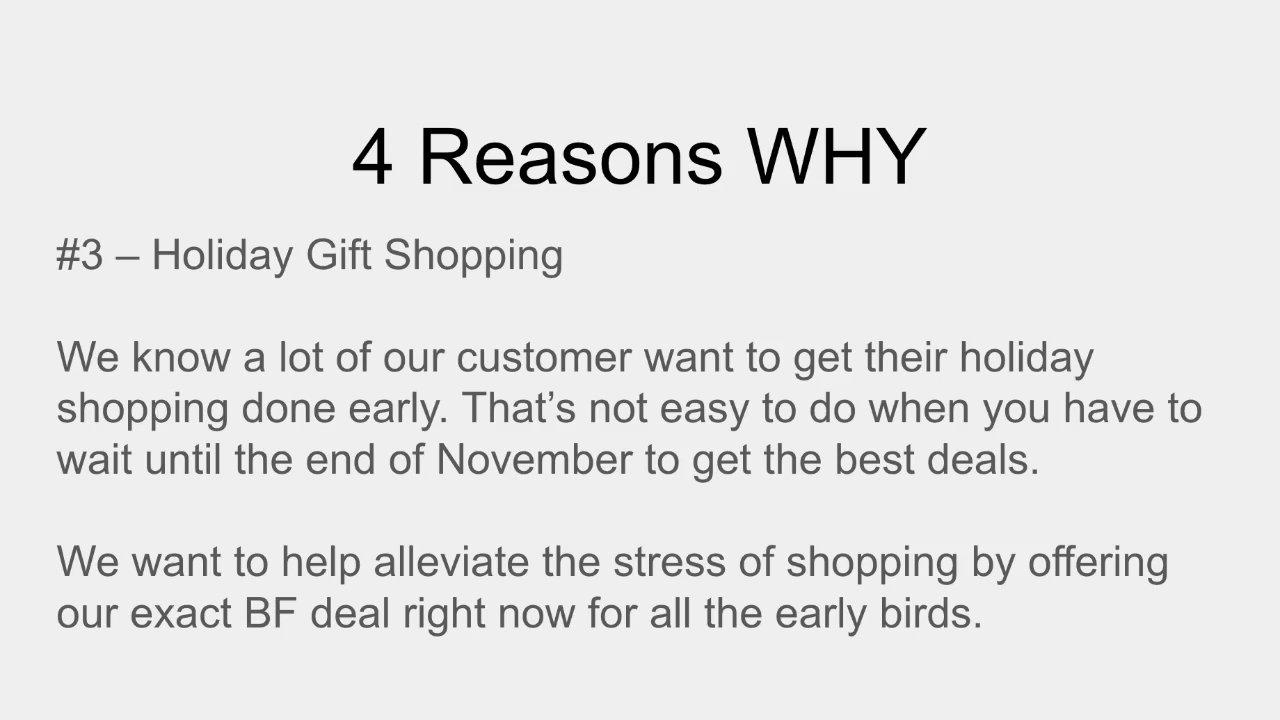 4 Reasons WHY
#3 – Holiday Gift Shopping
We know a lot of our customer want to get their holiday
shopping done early. That’s not easy to do when you have to
wait until the end of November to get the best deals.
We want to help alleviate the stress of shopping by offering
our exact BF deal right now for all the early birds.